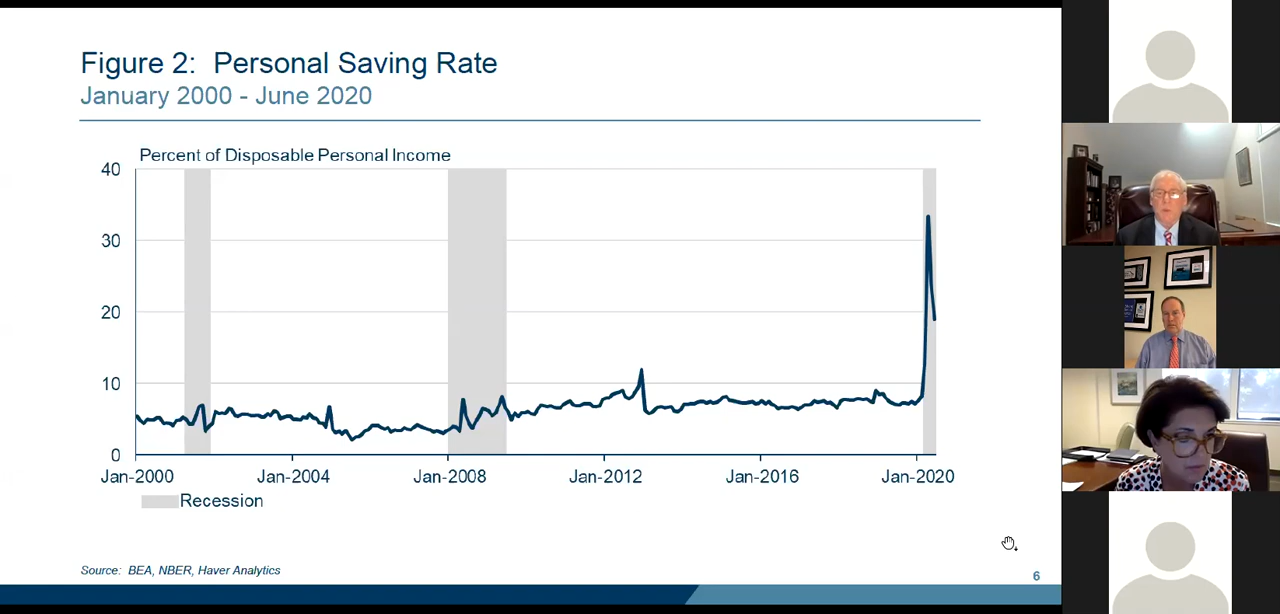 Figure 2: Personal Saving Rate
January 2000 - June 2020
Percent of Disposable Personal Income
40
30
20
10
0
Jan-2000 Jan-2004 Jan-2008 Jan-2012 Jan-2016 Jan-2020
Recession
Source: BEA, NBER, Haver Analytics
6